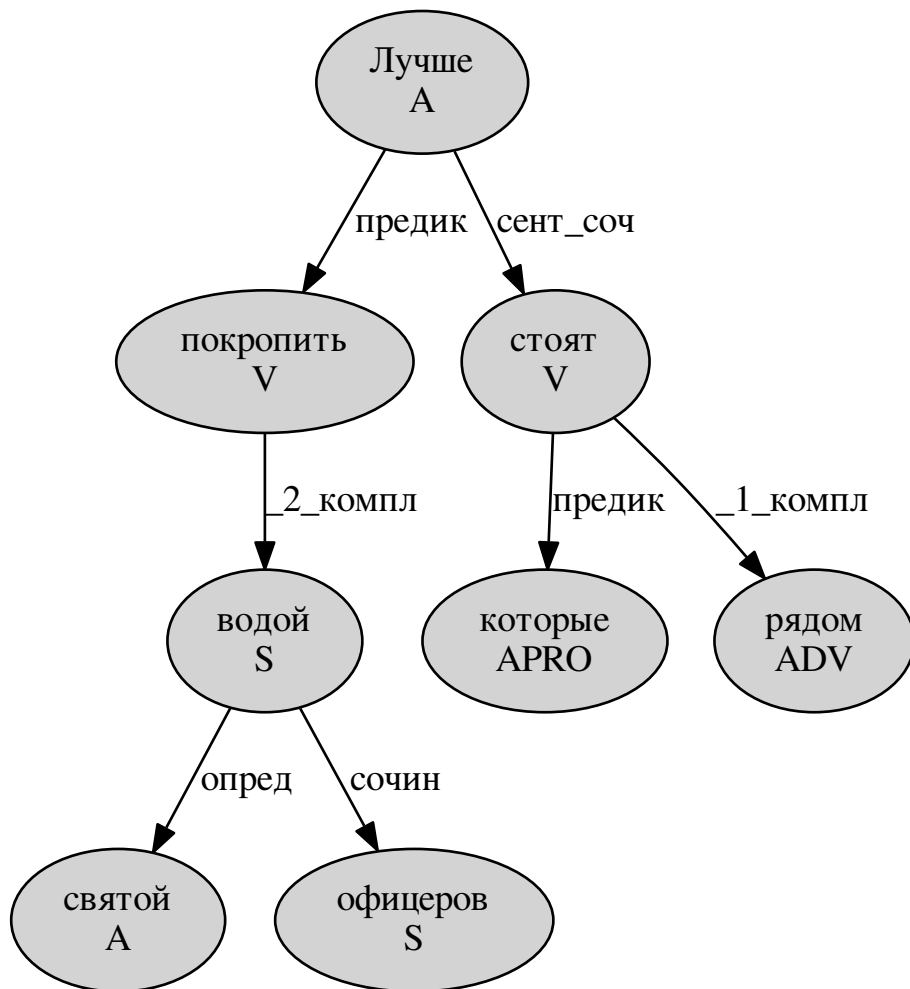 Лучше
A
предик
сент_соч
покропить
V
стоят
V
_2_компл
предик
_1_компл
водой
S
которые
APRO
рядом
ADV
опред
сочин
святой
A
офицеров
S